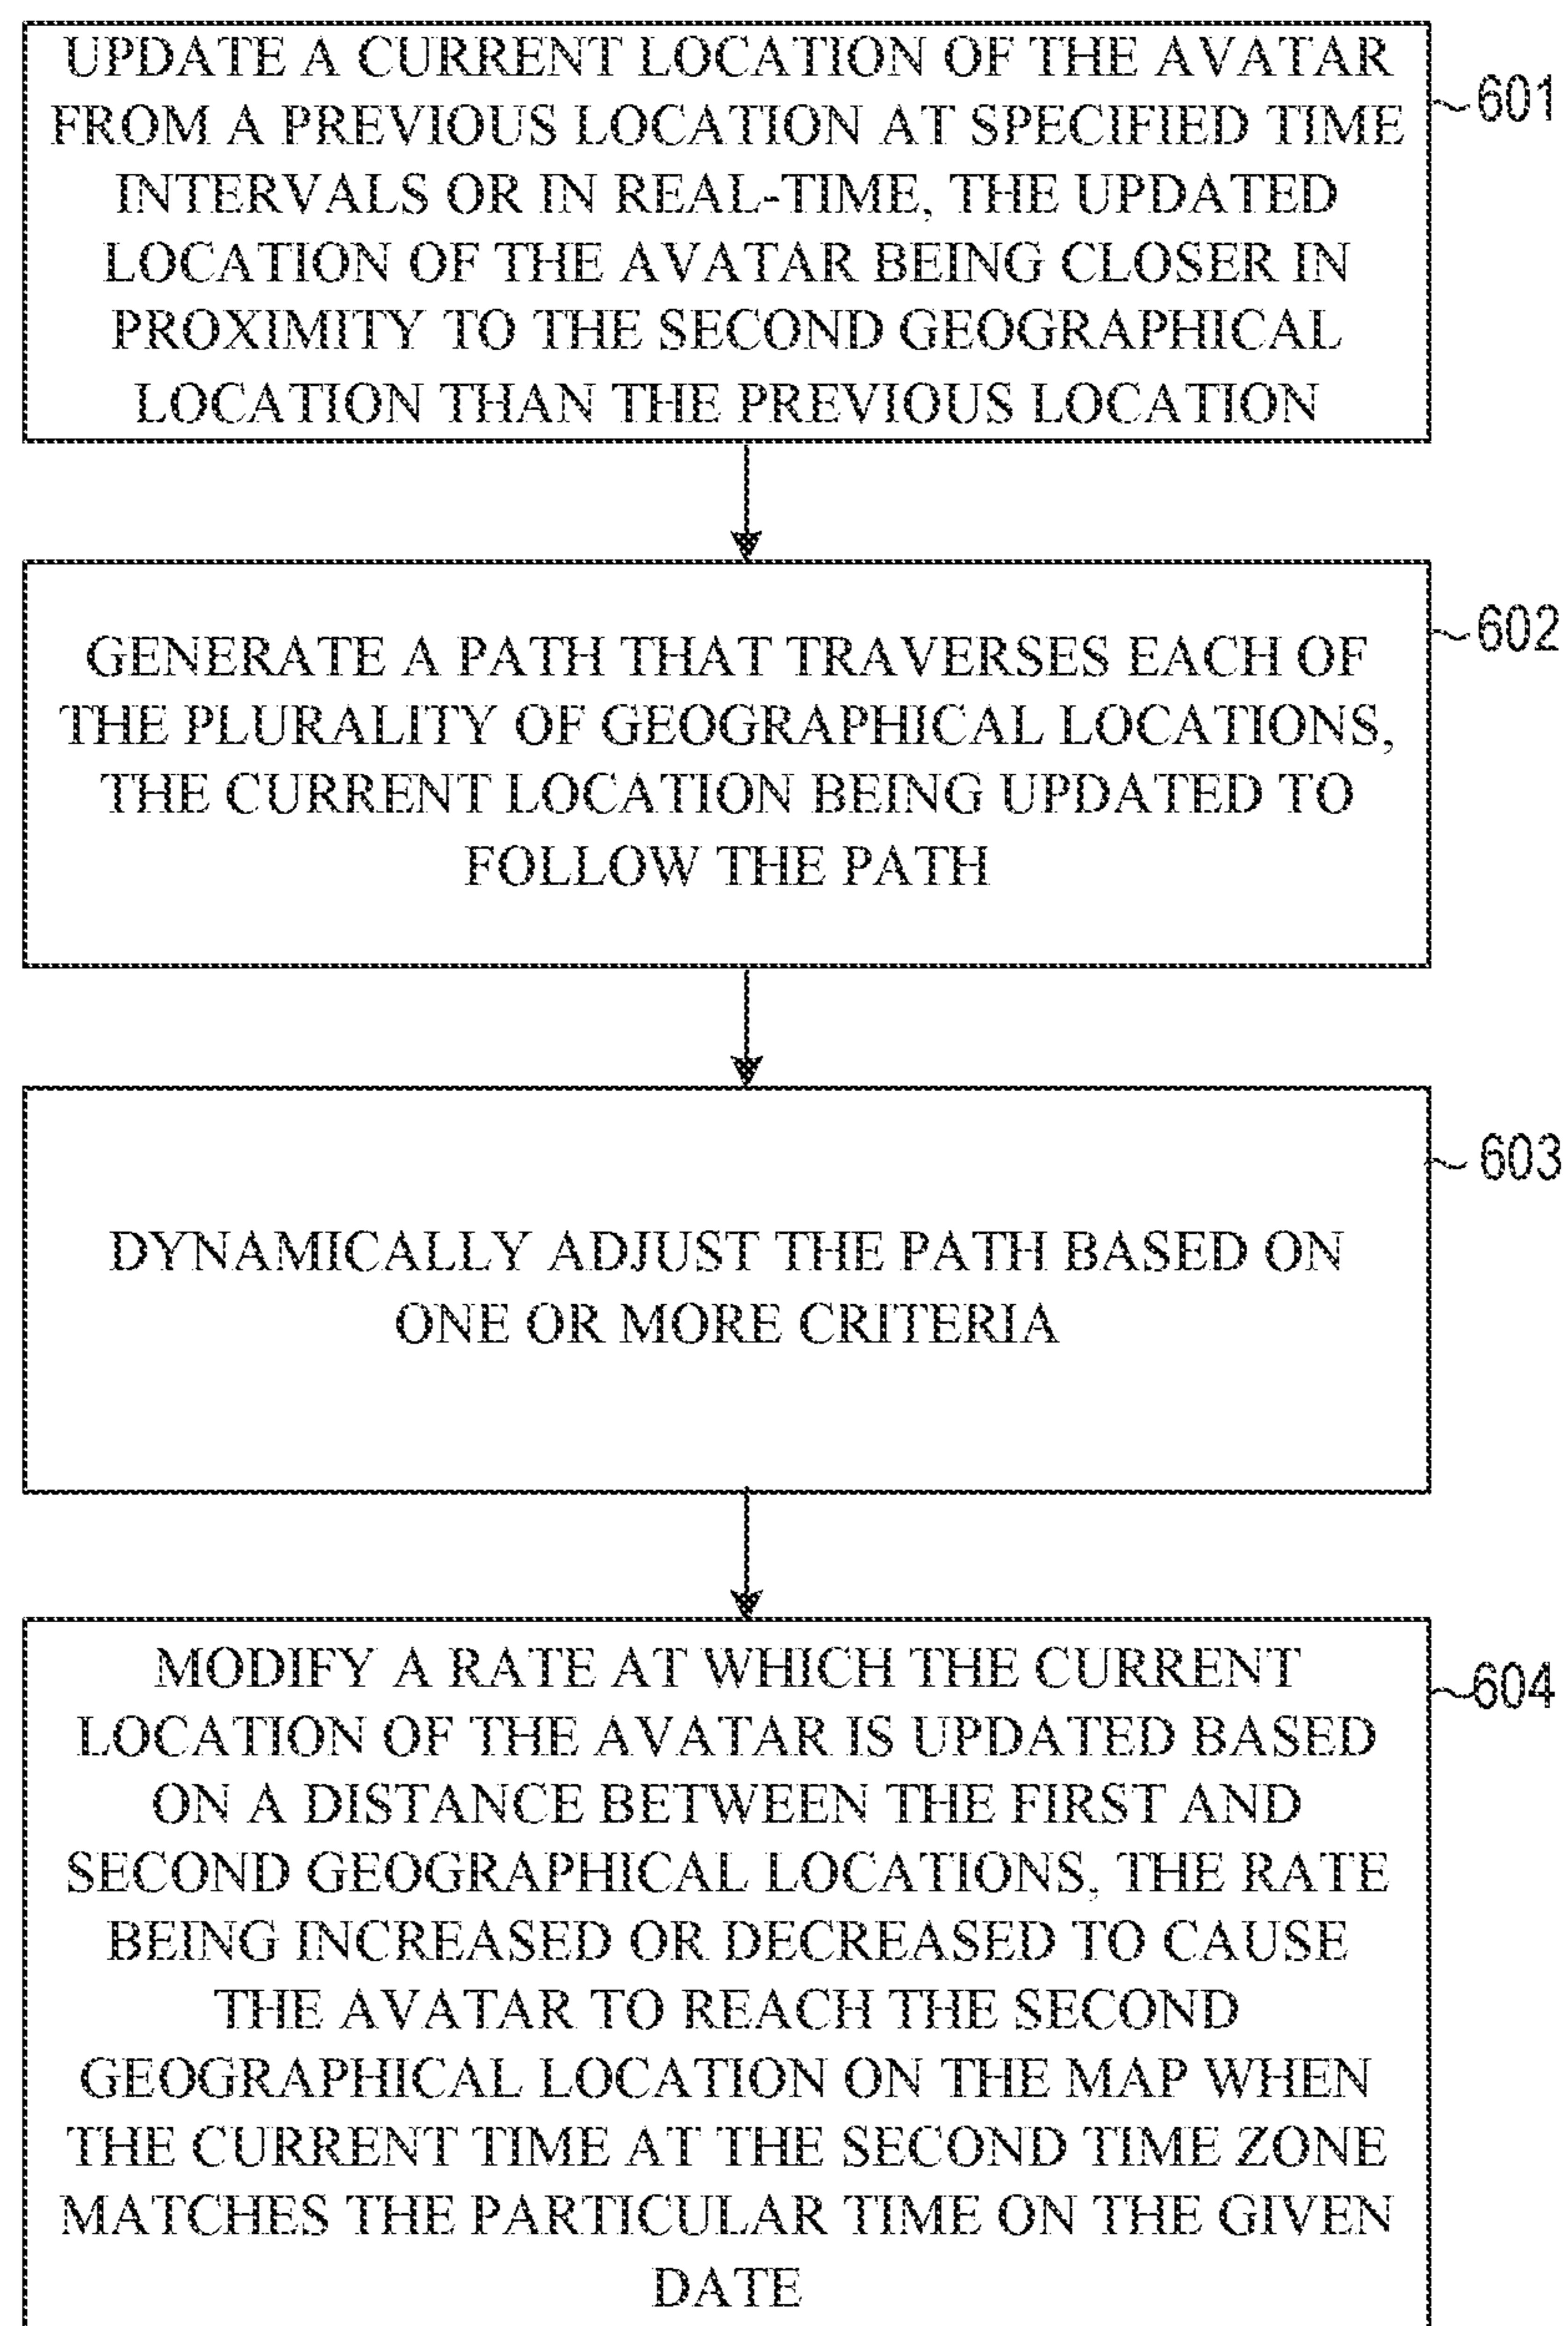 UPDATE A CURRENT LOCATION OF THE AVATAR
FROM A PREVIOUS LOCATION AT SPECIFIED TIME
INTERVALS OR IN REAL-TIME, THE UPDATED
LOCATION OF THE AVATAR BEING CLOSER IN
PROXIMITY TO THE SECOND GEOGRAPHICAL
LOCATION THAN THE PREVIOUS LOCATION
601
GENERATE A PATH THAT TRAVERSES EACH OF
THE PLURALITY OF GEOGRAPHICAL LOCATIONS,
THE CURRENT LOCATION BEING UPDATED TO
FOLLOW THE PATH
602
DYNAMICALLY ADJUST THE PATH BASED ON
ONE OR MORE CRITERIA
603
MODIFY A RATE AT WHICH THE CURRENT
LOCATION OF THE AVATAR IS UPDATED BASED
ON A DISTANCE BETWEEN THE FIRST AND
SECOND GEOGRAPHICAL LOCATIONS, THE RATE
BEING INCREASED OR DECREASED TO CAUSE
THE AVATAR TO REACH THE SECOND
GEOGRAPHICAL LOCATION ON THE MAP WHEN
THE CURRENT TIME AT THE SECOND TIME ZONE
MATCHES THE PARTICULAR TIME ON THE GIVEN
DATE
604